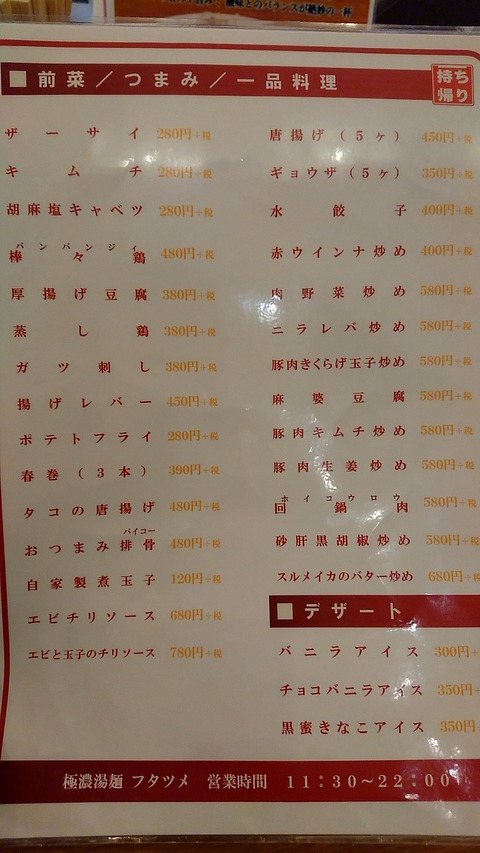 酸味とのバランスが絶妙の一杯
■ 前菜／つまみ／一品料理
持ち帰り
ザーサイ 280円+税
キムチ 280円+税
胡麻塩キャベツ 280円+税
バンバンジィ
棒々鶏 480円+税
厚揚げ豆腐 380円+税
蒸し鶏 380円+税
ガツ刺し 380円+税
揚げレバー 450円+税
ポテトフライ 280円+税
春巻(3本) 390円+税
タコの唐揚げ 480円+税
パイコー
おつまみ排骨 480円+税
自家製煮玉子 120円+税
エビチリソース 680円+税
エビと玉子のチリソース 780円+税
唐揚げ(5ヶ) 450円+税
ギョウザ(5ヶ) 350円+税
水餃子 400円+税
赤ウインナ炒め 400円+税
肉野菜炒め 580円+税
ニラレバ炒め 580円+税
豚肉きくらげ玉子炒め 580円+税
麻婆豆腐 580円+税
豚肉キムチ炒め 580円+税
豚肉生姜炒め 580円+税
ホイコウロウ
回鍋肉 580円+税
砂肝黒胡椒炒め 580円+税
スルメイカのバター炒め 680円+税
■ デザート
バニラアイス 300円+
チョコバニラアイス 350円+
黒蜜きなこアイス 350円+
極濃湯麺 フタツメ 営業時間 11:30～22:00